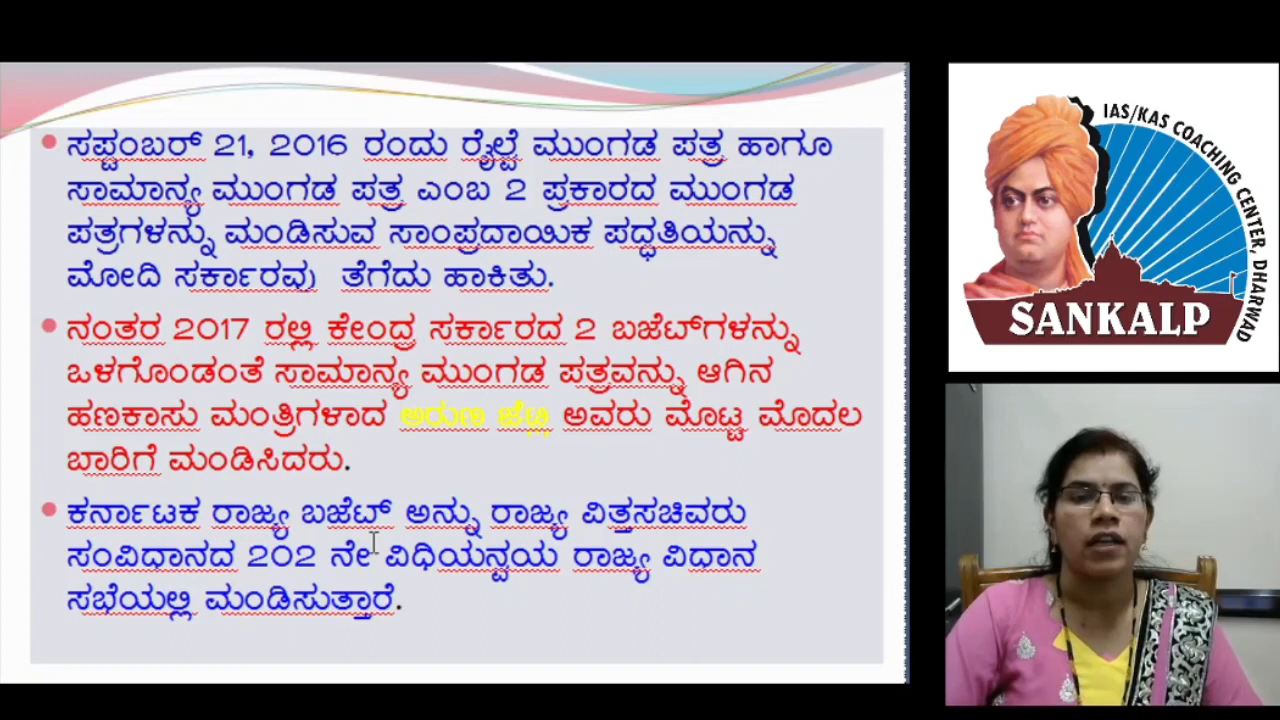 ಸಪ್ಟಂಬರ್ 21, 2016 ರಂದು ರೈಲ್ವೆ ಮುಂಗಡ ಪತ್ರ ಹಾಗೂ
ಸಾಮಾನ್ಯ ಮುಂಗಡ ಪತ್ರ ಎಂಬ 2 ಪ್ರಕಾರದ ಮುಂಗಡ
ಪತ್ರಗಳನ್ನು ಮಂಡಿಸುವ ಸಾಂಪ್ರದಾಯಿಕ ಪದ್ಧತಿಯನ್ನು
ಮೋದಿ ಸರ್ಕಾರವು ತೆಗೆದು ಹಾಕಿತು.
ನಂತರ 2017 ರಲ್ಲಿ ಕೇಂದ್ರ ಸರ್ಕಾರದ 2 ಬಜೆಟ್‌ಗಳನ್ನು
ಒಳಗೊಂಡಂತೆ ಸಾಮಾನ್ಯ ಮುಂಗಡ ಪತ್ರವನ್ನು ಆಗಿನ
ಹಣಕಾಸು ಮಂತ್ರಿಗಳಾದ ಅರುಣ ಜೆಟ್ಲಿ ಅವರು ಮೊಟ್ಟ ಮೊದಲ
ಬಾರಿಗೆ ಮಂಡಿಸಿದರು.
ಕರ್ನಾಟಕ ರಾಜ್ಯ ಬಜೆಟ್ ಅನ್ನು ರಾಜ್ಯ ವಿತ್ತಸಚಿವರು
ಸಂವಿಧಾನದ 202 ನೇ ವಿಧಿಯನ್ವಯ ರಾಜ್ಯ ವಿಧಾನ
ಸಭೆಯಲ್ಲಿ ಮಂಡಿಸುತ್ತಾರೆ.
IAS/KAS COACHING CENTER, DHARWAD
SANKALP